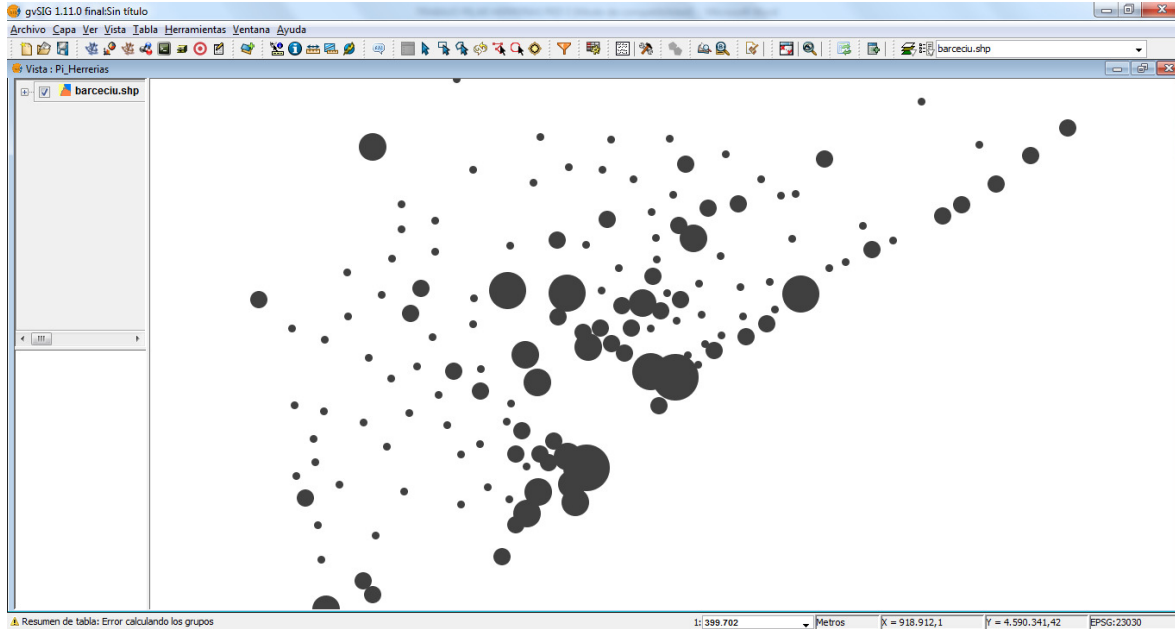 gvSIG 1.11.0 final:Sin título
Archivo Capa Ver Vista Tabla Herramientas Ventana Ayuda
barceciu.shp
Vista : Pi_Herrerias
barceciu.shp
Resumen de tabla: Error calculando los grupos
1: 399.702
Metros
X = 918.912,1
Y = 4.590.341,42
EPSG:23030